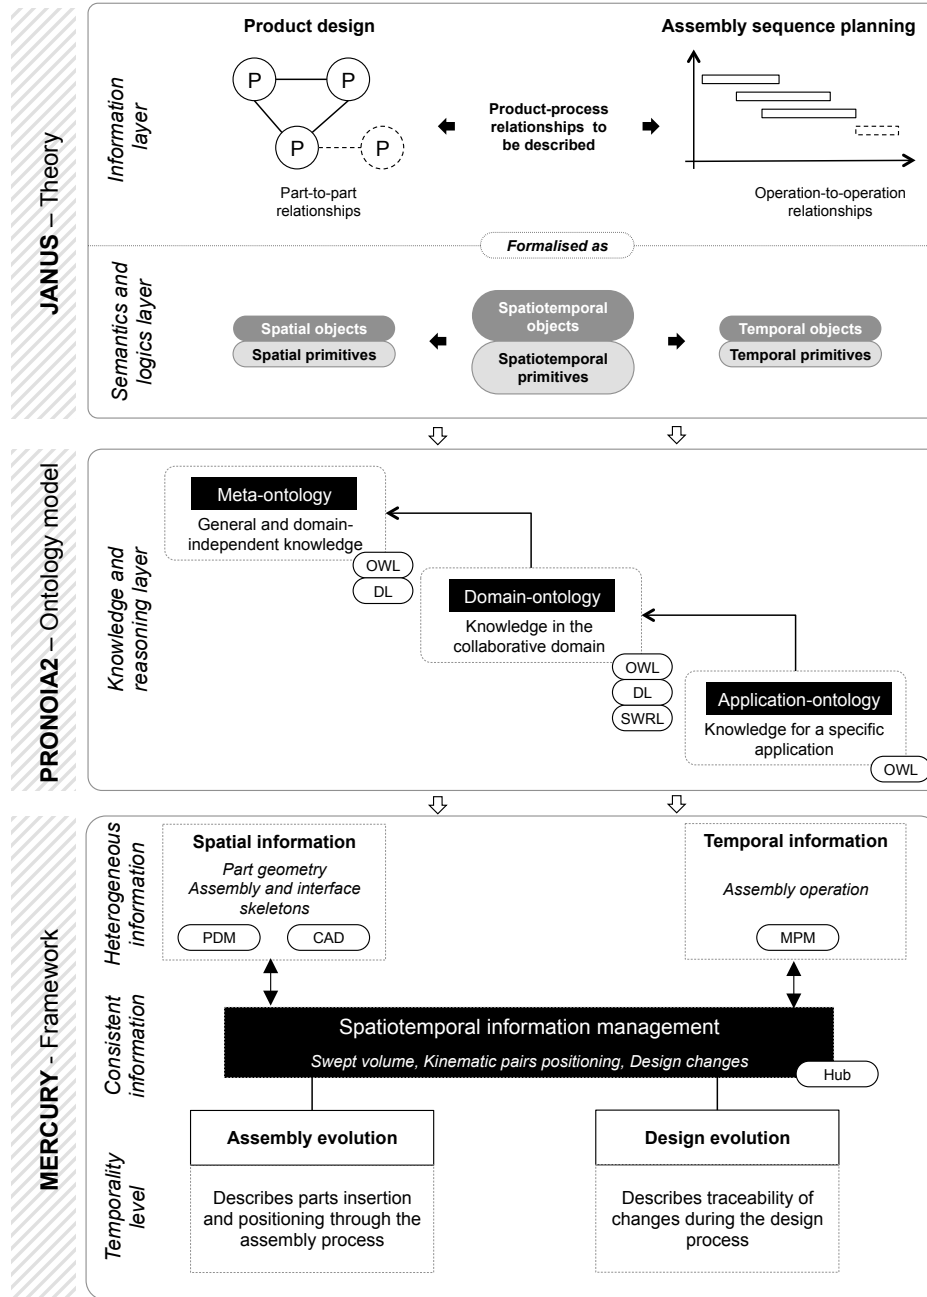 JANUS – Theory
Information
layer
Product design
Assembly sequence planning
P
P
P
P
Product-process
relationships to
be described
Part-to-part
relationships
Operation-to-operation
relationships
Formalised as
Semantics and
logics layer
Spatial objects
Spatial primitives
Spatiotemporal
objects
Spatiotemporal
primitives
Temporal objects
Temporal primitives
PRONOIA2 – Ontology model
Knowledge and
reasoning layer
Meta-ontology
General and domain-
independent knowledge
OWL
DL
Domain-ontology
Knowledge in the
collaborative domain
OWL
DL
SWRL
Application-ontology
Knowledge for a specific
application
OWL
MERCURY - Framework
Heterogeneous
information
Spatial information
Part geometry
Assembly and interface
skeletons
PDM
CAD
Temporal information
Assembly operation
MPM
Consistent
information
Spatiotemporal information management
Swept volume, Kinematic pairs positioning, Design changes
Hub
Temporality
level
Assembly evolution
Describes parts insertion
and positioning through the
assembly process
Design evolution
Describes traceability of
changes during the design
process